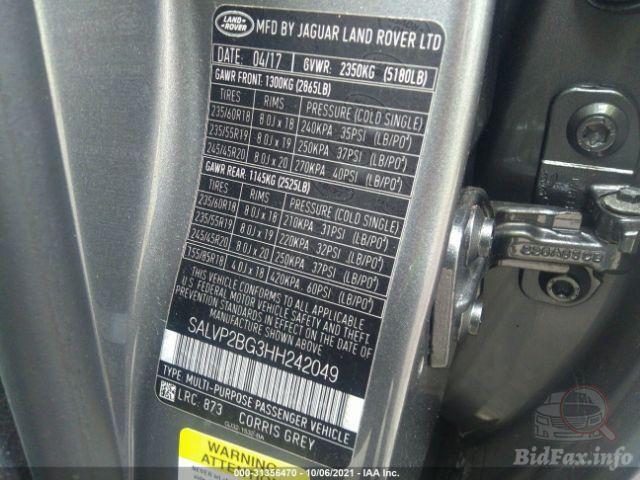 LAND ROVER
MFD BY JAGUAR LAND ROVER LTD
DATE: 04/17 GVWR: 2350KG (5180LB)
GAWR FRONT: 1300KG (2865LB)
TIRES RIMS PRESSURE (COLD SINGLE)
235/60R18 8.0J x 18 240KPA 35PSI (LB/PO²)
235/55R19 8.0J x 19 250KPA 37PSI (LB/PO²)
245/45R20 8.0J x 20 270KPA 40PSI (LB/PO²)
GAWR REAR: 1145KG (2525LB)
TIRES RIMS PRESSURE (COLD SINGLE)
235/60R18 8.0J x 18 210KPA 31PSI (LB/PO²)
235/55R19 8.0J x 19 220KPA 32PSI (LB/PO²)
245/45R20 8.0J x 20 250KPA 37PSI (LB/PO²)
155/85R18 4.0J x 18 420KPA 60PSI (LB/PO²)
THIS VEHICLE CONFORMS TO ALL APPLICABLE
U.S FEDERAL MOTOR VEHICLE SAFETY AND THEFT
PREVENTION STANDARDS IN EFFECT ON THE DATE OF
MANUFACTURE SHOWN ABOVE.
SALVP2BG3HH242049
TYPE: MULTI-PURPOSE PASSENGER VEHICLE
LRC: 873 CORRIS GREY
WARNING:
000-31356470 - 10/06/2021 - IAA Inc.
BidFax.info